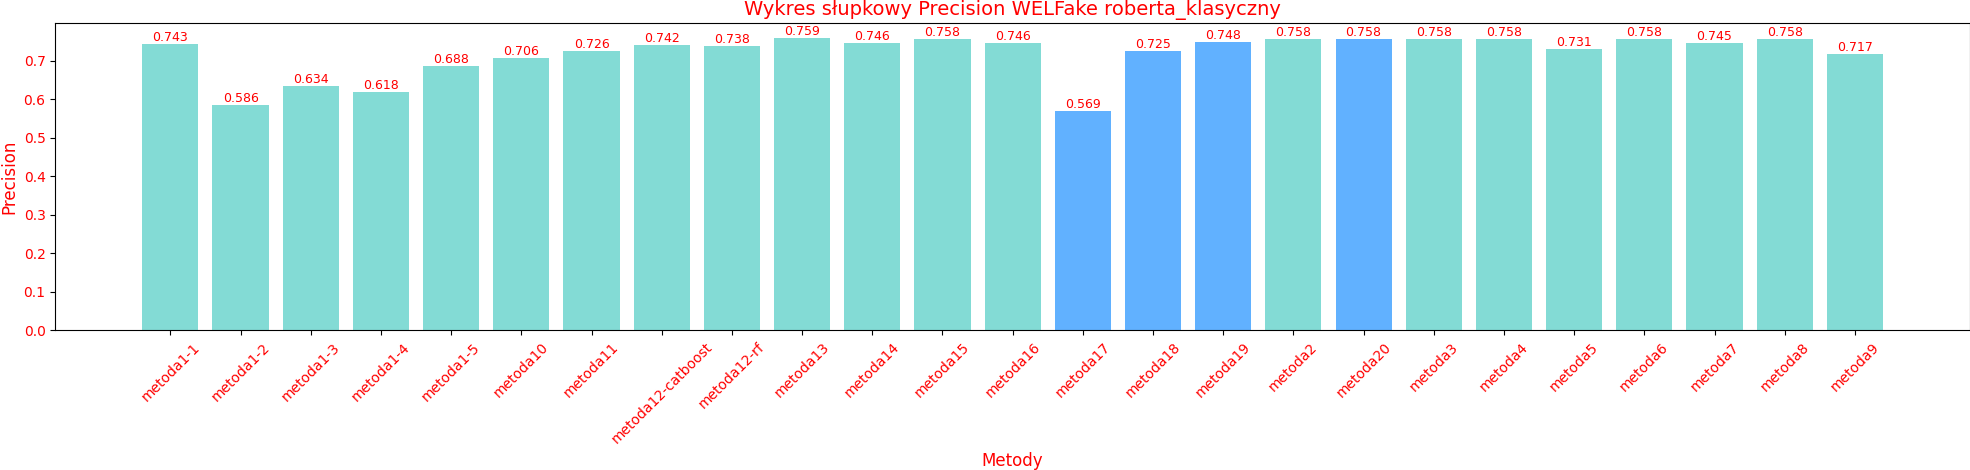 Wykres słupkowy Precision WELFake roberta_klasyczny
Precision
0.7
0.6
0.5
0.4
0.3
0.2
0.1
0.0
0.743
0.586
0.634
0.618
0.688
0.706
0.726
0.742
0.738
0.759
0.746
0.758
0.746
0.569
0.725
0.748
0.758
0.758
0.758
0.758
0.731
0.758
0.745
0.758
0.717
metoda1-1
metoda1-2
metoda1-3
metoda1-4
metoda1-5
metoda10
metoda11
metoda12-catboost
metoda12-rf
metoda13
metoda14
metoda15
metoda16
metoda17
metoda18
metoda19
metoda2
metoda20
metoda3
metoda4
metoda5
metoda6
metoda7
metoda8
metoda9
Metody